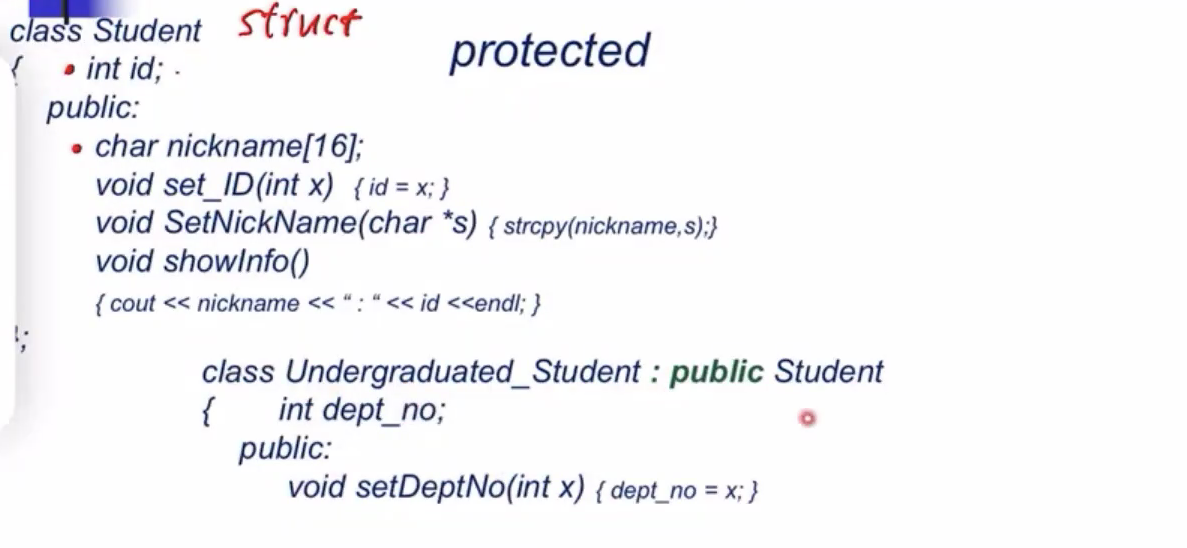 class Student struct
protected
{ int id;
public:
char nickname[16];
void set_ID(int x) { id = x; }
void SetNickName(char *s) { strcpy(nickname,s);}
void showInfo()
{ cout << nickname << “ : “ << id <<endl; }
};
class Undergraduated_Student : public Student
{ int dept_no;
public:
void setDeptNo(int x) { dept_no = x; }